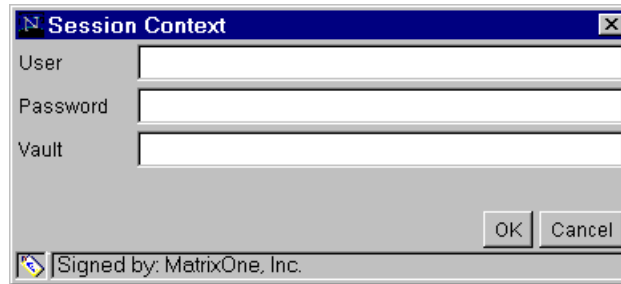 N Session Context
User
Password
Vault
OK Cancel
Signed by: MatrixOne, Inc.